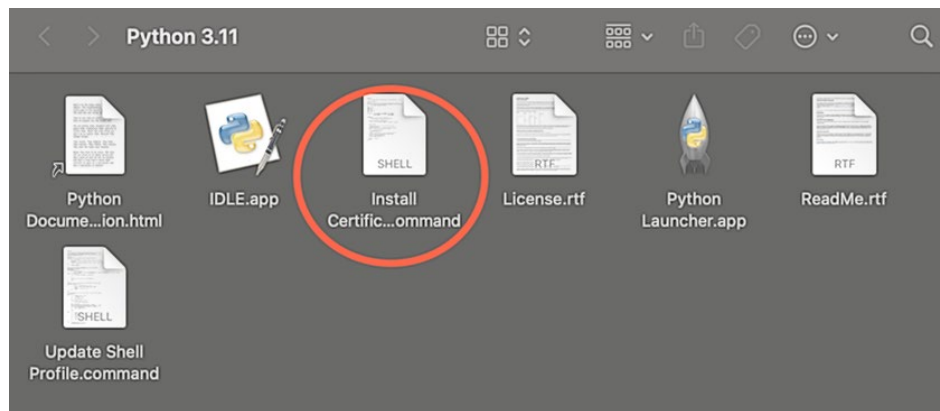 Python 3.11
SHELL
RTF
RTF
Python
Docume...ion.html
IDLE.app
Install
Certific...ommand
License.rtf
Python
Launcher.app
ReadMe.rtf
SHELL
Update Shell
Profile.command